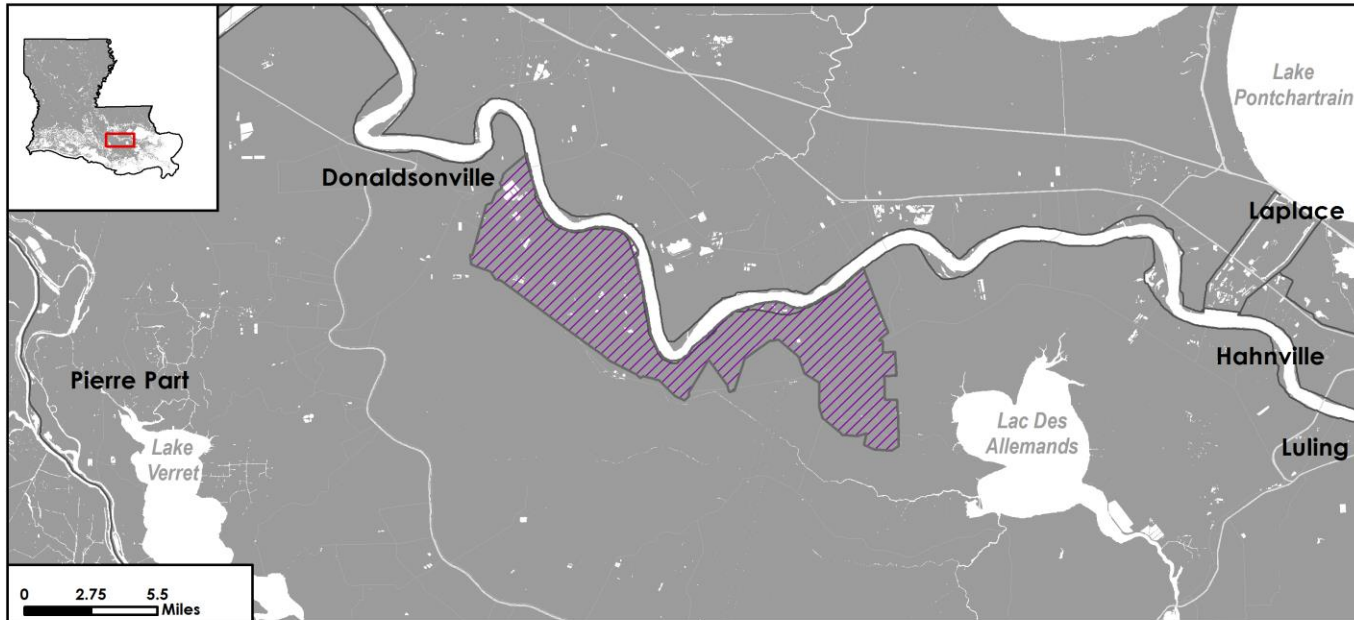 Lake
Pontchartrain
Donaldsonville
Laplace
Pierre Part
Hahnville
Lake
Verret
Lac Des
Allemands
Luling
0 2.75 5.5
Miles